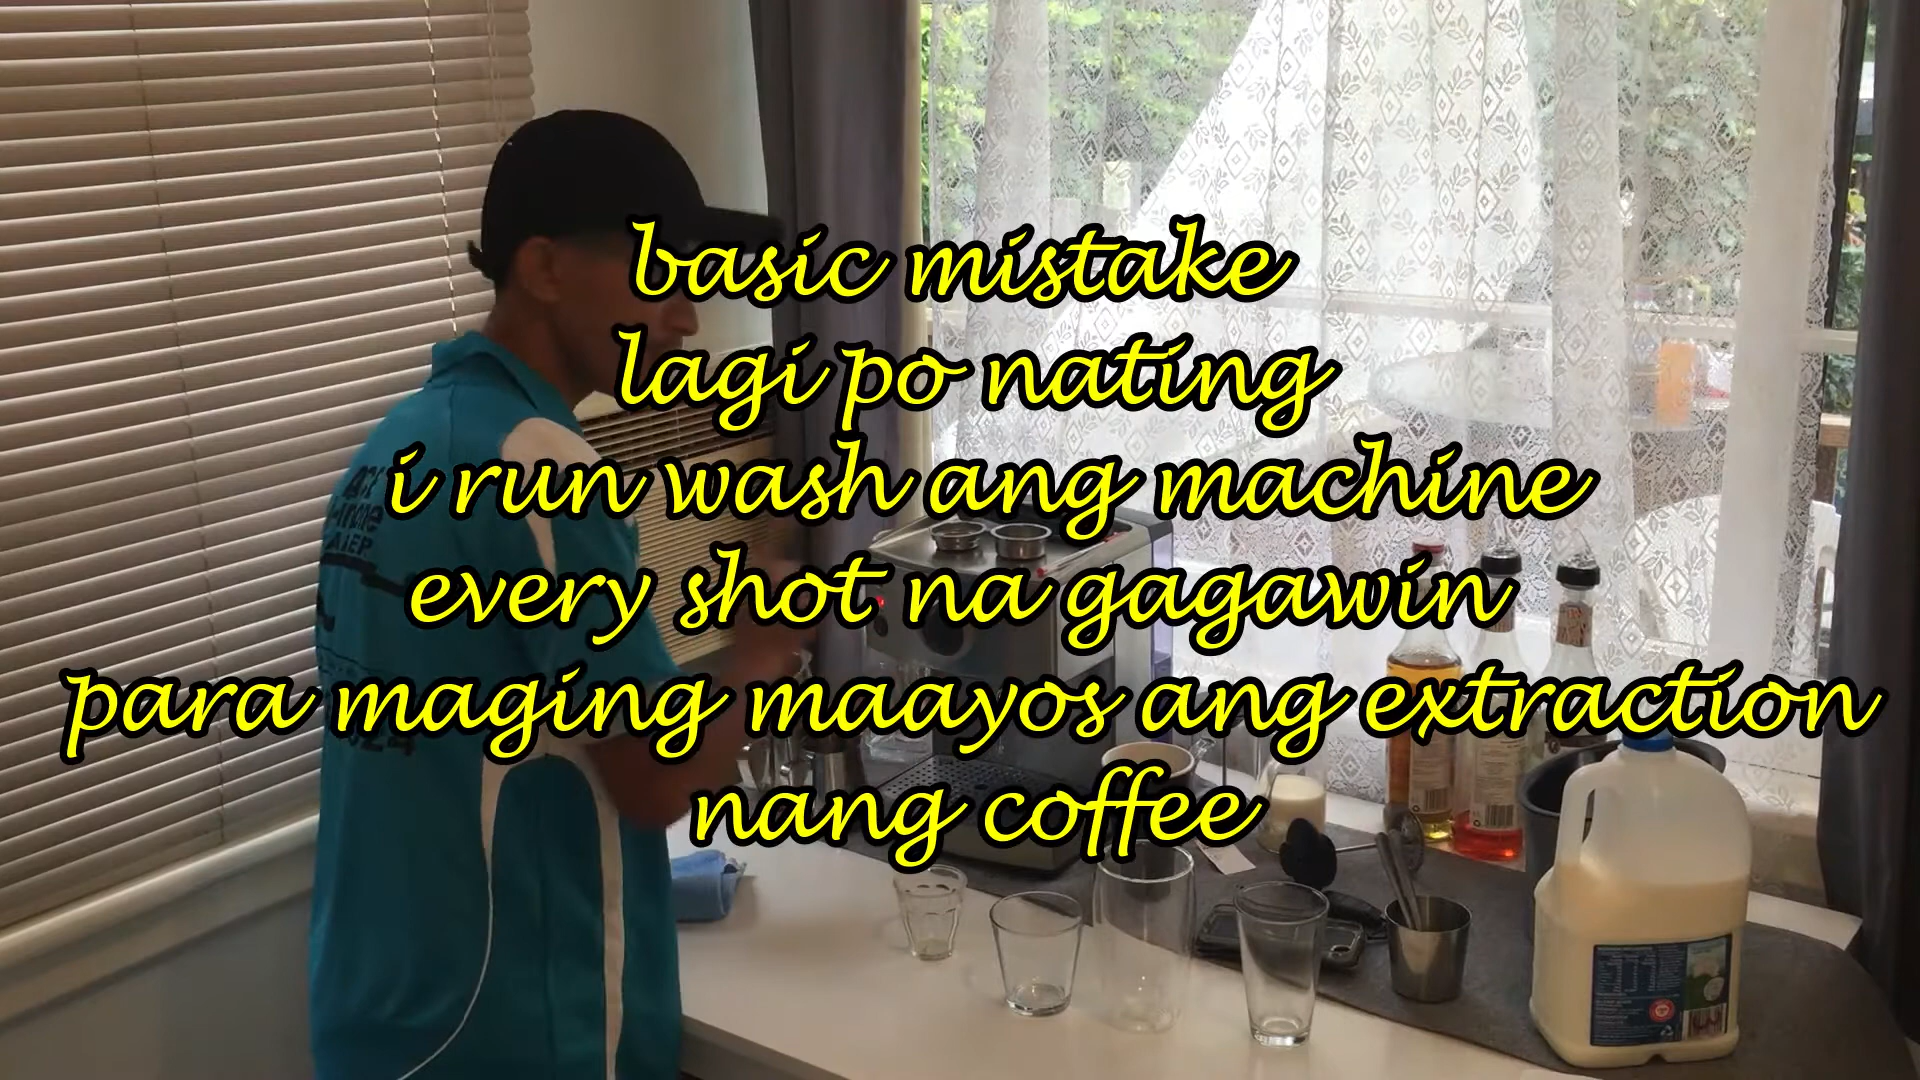 basic mistake
lagi po nating
i run wash ang machine
every shot na gagawin
para maging maayos ang extraction
nang coffee